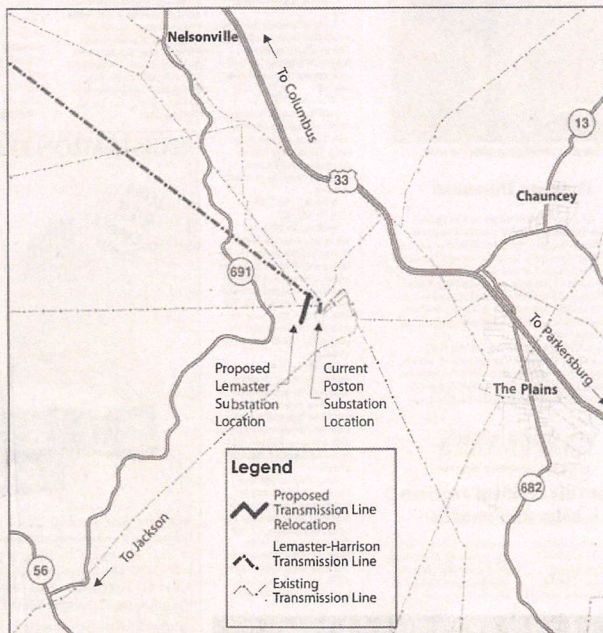 Nelsonville
To Columbus
13
33
Chauncey
691
To Parkersburg
Proposed
Lemaster
Substation
Location
Current
Poston
Substation
Location
The Plains
682
Legend
Proposed
Transmission Line
Relocation
Lemaster-Harrison
Transmission Line
Existing
Transmission Line
To Jackson
56